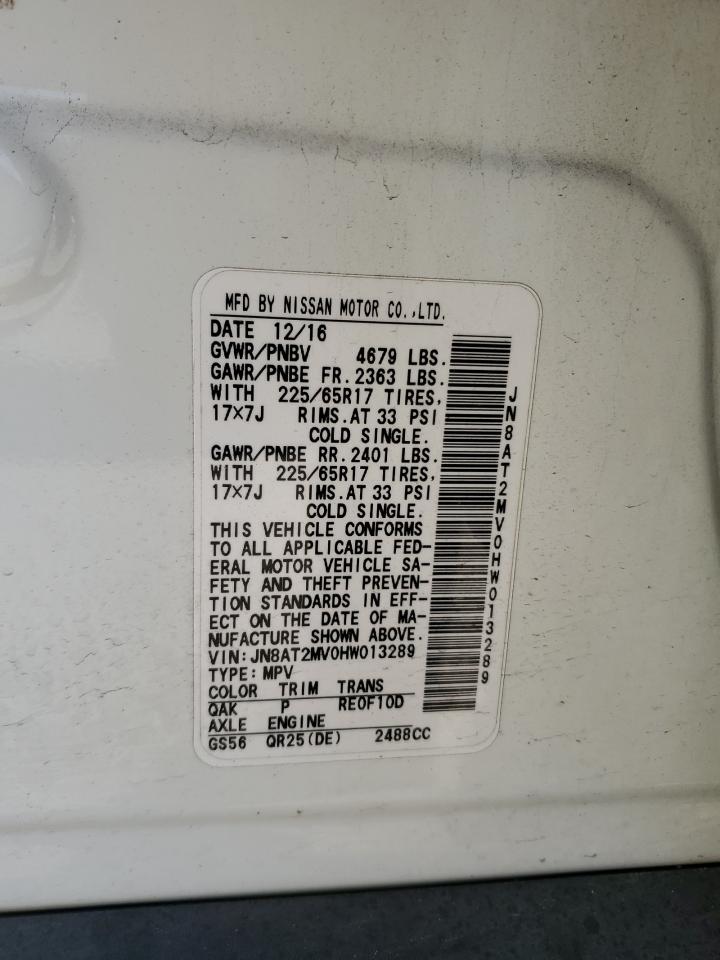 MFD BY NISSAN MOTOR CO.,LTD.
DATE 12/16
GVWR/PNBV 4679 LBS.
GAWR/PNBE FR. 2363 LBS.
WITH 225/65R17 TIRES,
17×7J RIMS. AT 33 PSI
COLD SINGLE.
GAWR/PNBE RR. 2401 LBS.
WITH 225/65R17 TIRES,
17×7J RIMS. AT 33 PSI
COLD SINGLE.
THIS VEHICLE CONFORMS
TO ALL APPLICABLE FED-
ERAL MOTOR VEHICLE SA-
FETY AND THEFT PREVEN-
TION STANDARDS IN EFF-
ECT ON THE DATE OF MA-
NUFACTURE SHOWN ABOVE.
VIN:JN8AT2MV0HW013289
TYPE:MPV
COLOR TRIM TRANS
QAK P RE0F10D
AXLE ENGINE
GS56 QR25(DE) 2488CC
JN8AT2MV0HW013289